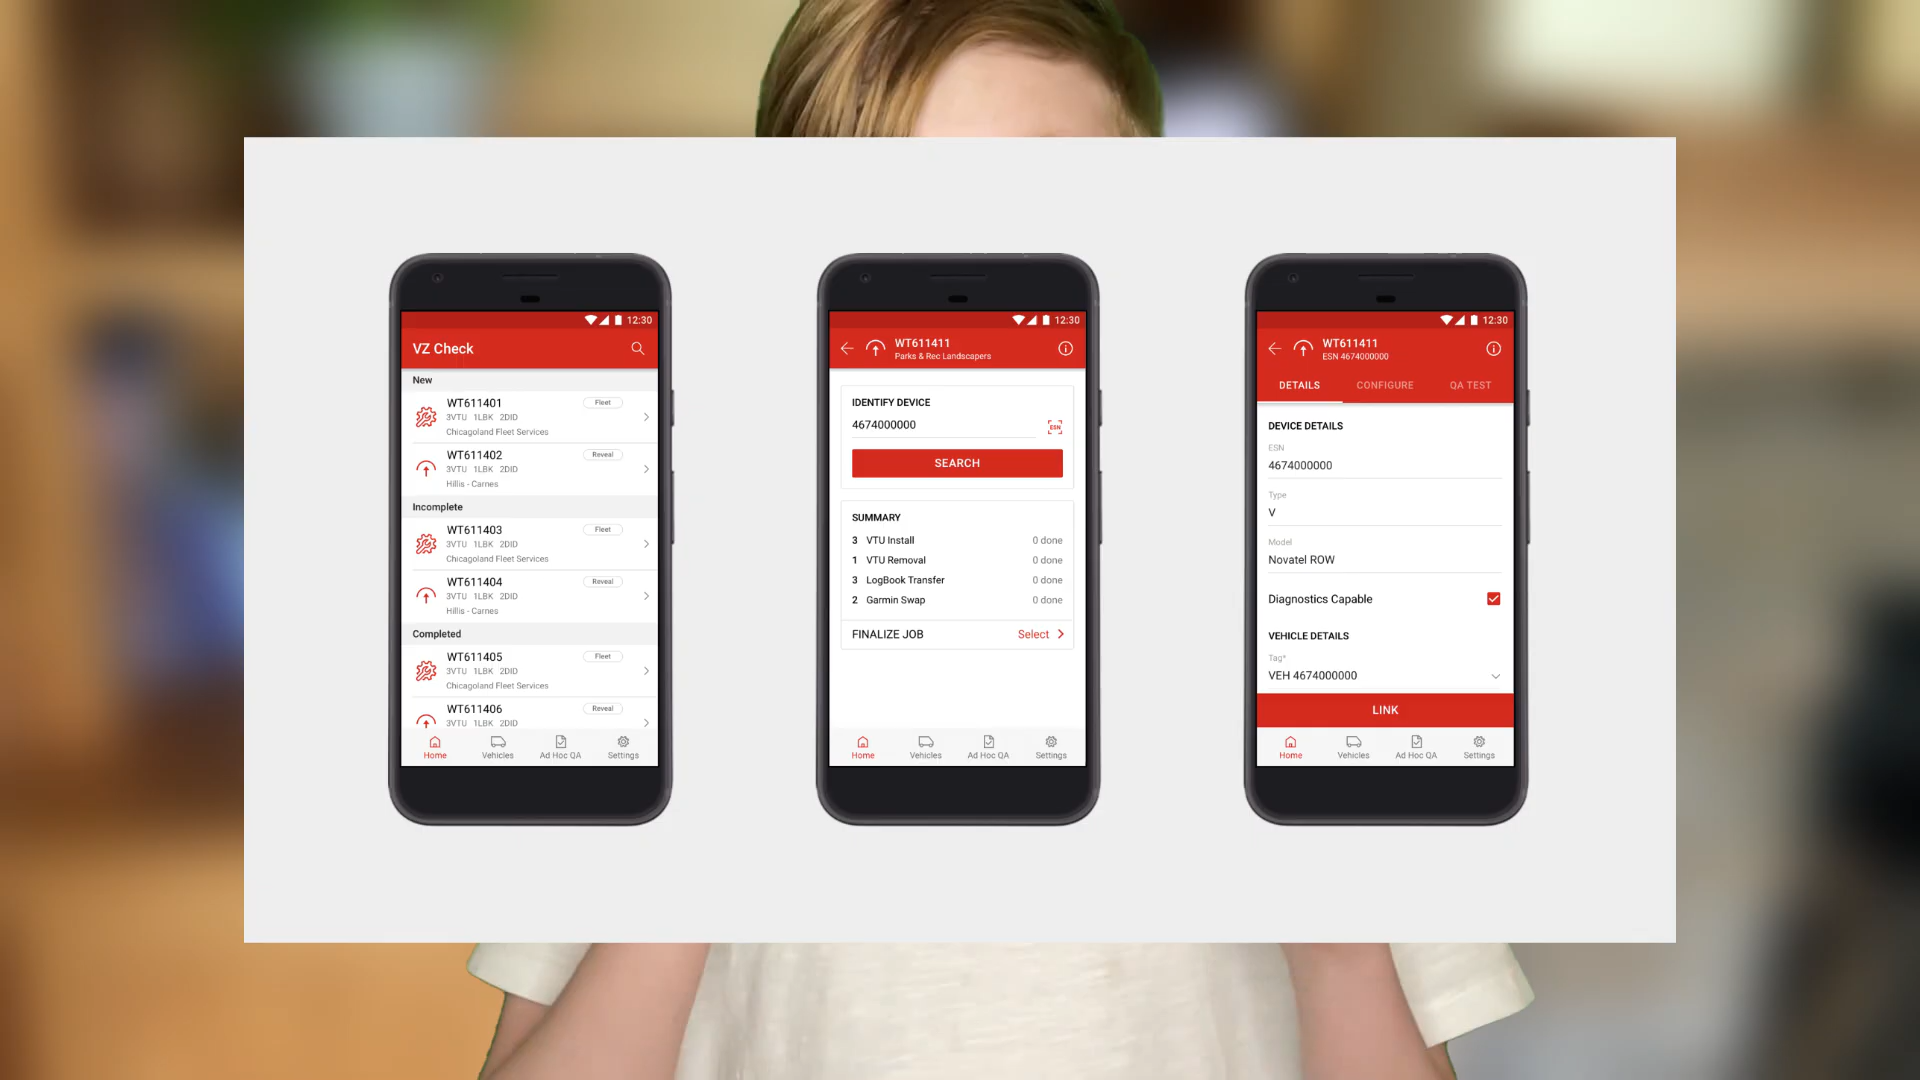 12:30
VZ Check
New
WT611401
Fleet
3VTU 1LBK 2DID
Chicagoland Fleet Services
WT611402
Reveal
3VTU 1LBK 2DID
Hillis - Carnes
Incomplete
WT611403
Fleet
3VTU 1LBK 2DID
Chicagoland Fleet Services
WT611404
Reveal
3VTU 1LBK 2DID
Hillis - Carnes
Completed
WT611405
Fleet
3VTU 1LBK 2DID
Chicagoland Fleet Services
WT611406
Reveal
3VTU 1LBK 2DID
Home Vehicles Ad Hoc QA Settings
12:30
WT611411
Parks & Rec Landscapers
IDENTIFY DEVICE
4674000000
ESN
SEARCH
SUMMARY
3 VTU Install 0 done
1 VTU Removal 0 done
3 LogBook Transfer 0 done
2 Garmin Swap 0 done
FINALIZE JOB Select
Home Vehicles Ad Hoc QA Settings
12:30
WT611411
ESN 4674000000
DETAILS CONFIGURE QA TEST
DEVICE DETAILS
ESN
4674000000
Type
V
Model
Novatel ROW
Diagnostics Capable
VEHICLE DETAILS
Tag*
VEH 4674000000
LINK
Home Vehicles Ad Hoc QA Settings